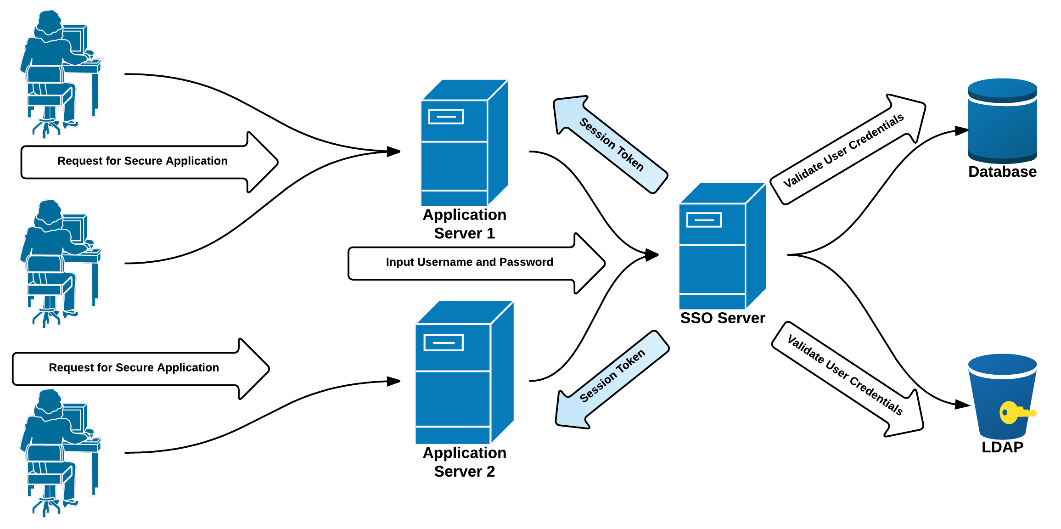 Request for Secure Application
Application
Server 1
Session Token
Validate User Credentials
Database
Input Username and Password
SSO Server
Request for Secure Application
Application
Server 2
Session Token
Validate User Credentials
LDAP